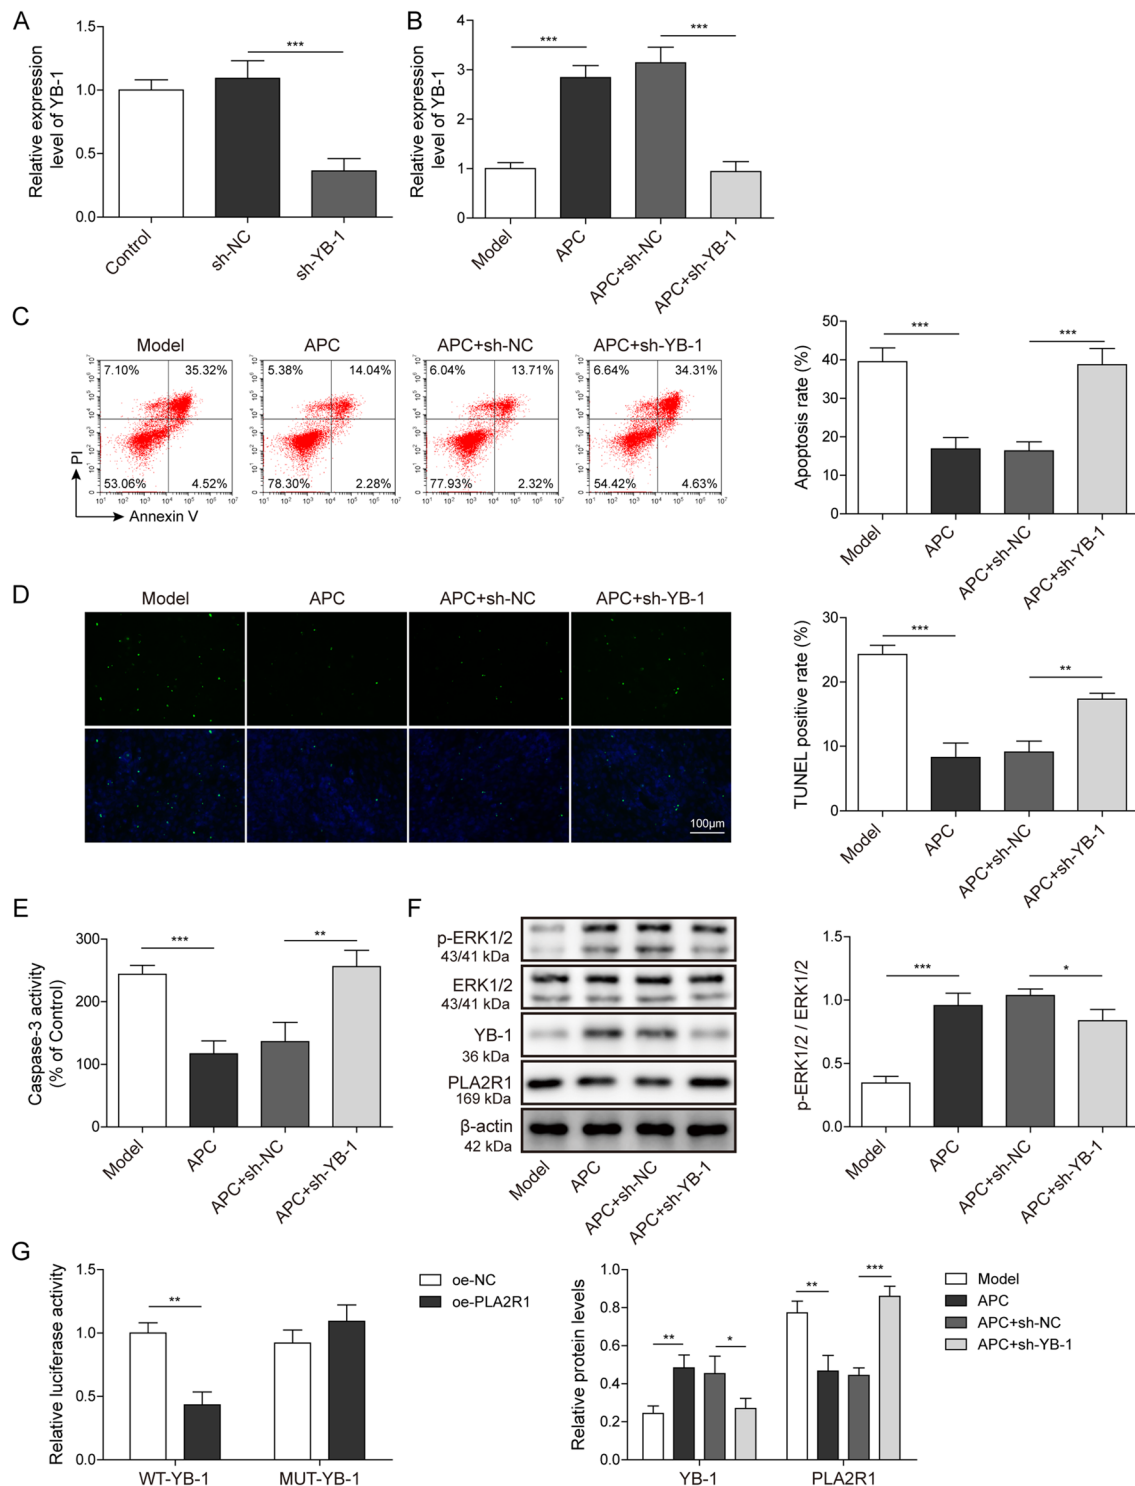 A
Relative expression
level of YB-1
1.5
1.0
0.5
0.0
***
Control
sh-NC
sh-YB-1
B
Relative expression
level of YB-1
4
3
2
1
0
***
***
Model
APC
APC+sh-NC
APC+sh-YB-1
C
Model
APC
APC+sh-NC
APC+sh-YB-1
7.10% 35.32%
53.06% 4.52%
5.38% 14.04%
78.30% 2.28%
6.04% 13.71%
77.93% 2.32%
6.64% 34.31%
54.42% 4.63%
PI
Annexin V
Apoptosis rate (%)
50
40
30
20
10
0
***
***
Model
APC
APC+sh-NC
APC+sh-YB-1
D
Model
APC
APC+sh-NC
APC+sh-YB-1
100μm
TUNEL positive rate (%)
30
20
10
0
***
**
Model
APC
APC+sh-NC
APC+sh-YB-1
E
Caspase-3 activity
(% of Control)
300
200
100
0
***
**
Model
APC
APC+sh-NC
APC+sh-YB-1
F
p-ERK1/2
43/41 kDa
ERK1/2
43/41 kDa
YB-1
36 kDa
PLA2R1
169 kDa
β-actin
42 kDa
Model
APC
APC+sh-NC
APC+sh-YB-1
p-ERK1/2 / ERK1/2
1.5
1.0
0.5
0.0
***
*
Model
APC
APC+sh-NC
APC+sh-YB-1
G
Relative luciferase activity
1.5
1.0
0.5
0.0
**
WT-YB-1
MUT-YB-1
oe-NC
oe-PLA2R1
Relative protein levels
1.0
0.8
0.6
0.4
0.2
0.0
**
*
**
***
YB-1
PLA2R1
Model
APC
APC+sh-NC
APC+sh-YB-1